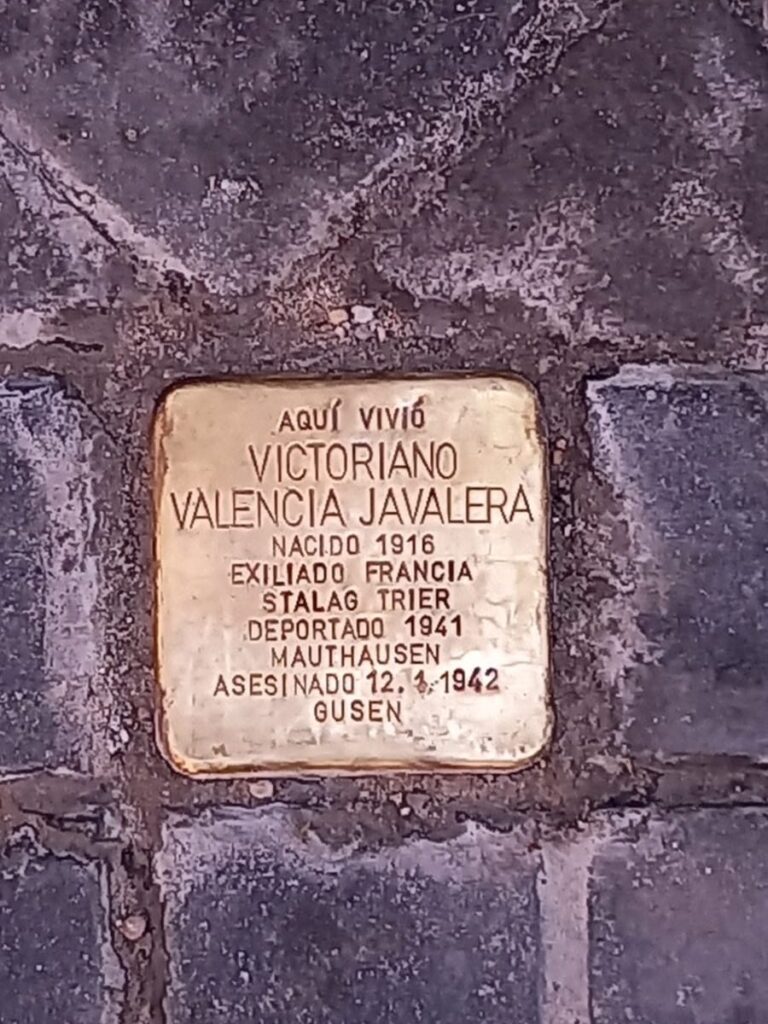 AQUÍ VIVIÓ
VICTORIANO
VALENCIA JAVALERA
NACIDO 1916
EXILIADO FRANCIA
STALAG TRIER
DEPORTADO 1941
MAUTHAUSEN
ASESINADO 12.1.1942
GUSEN